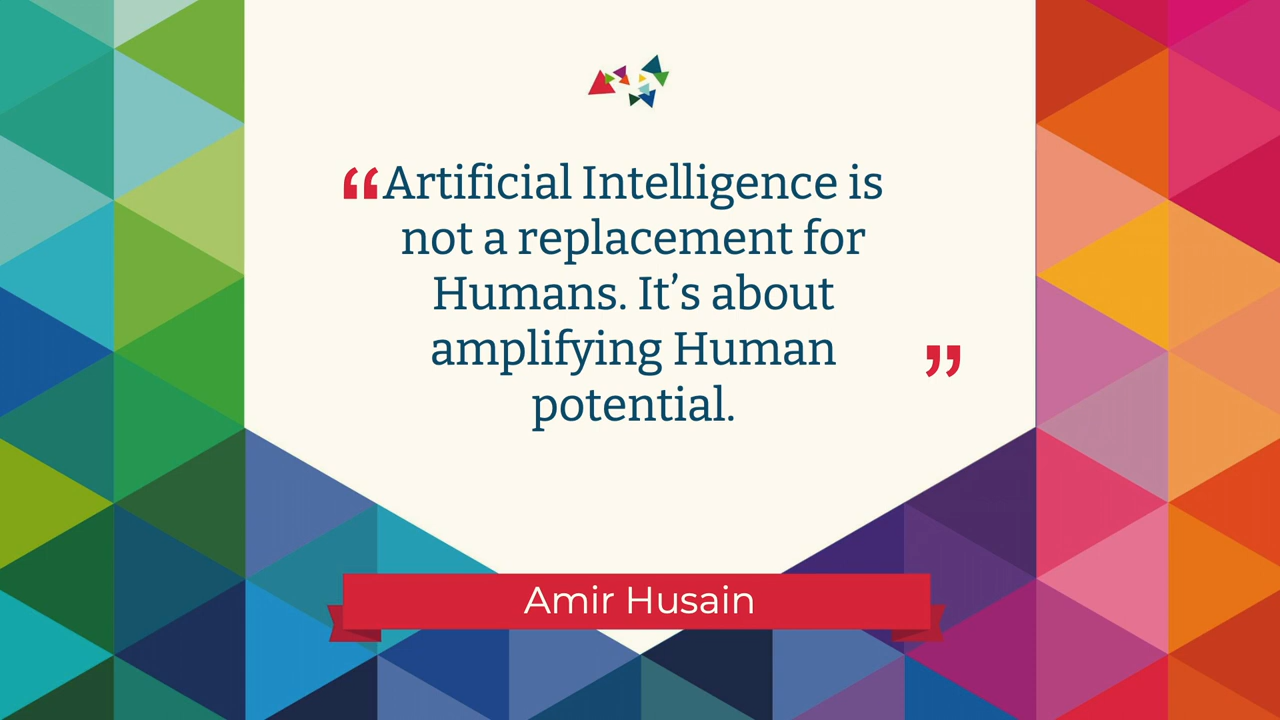 “Artificial Intelligence is
not a replacement for
Humans. It’s about
amplifying Human
potential.”
Amir Husain